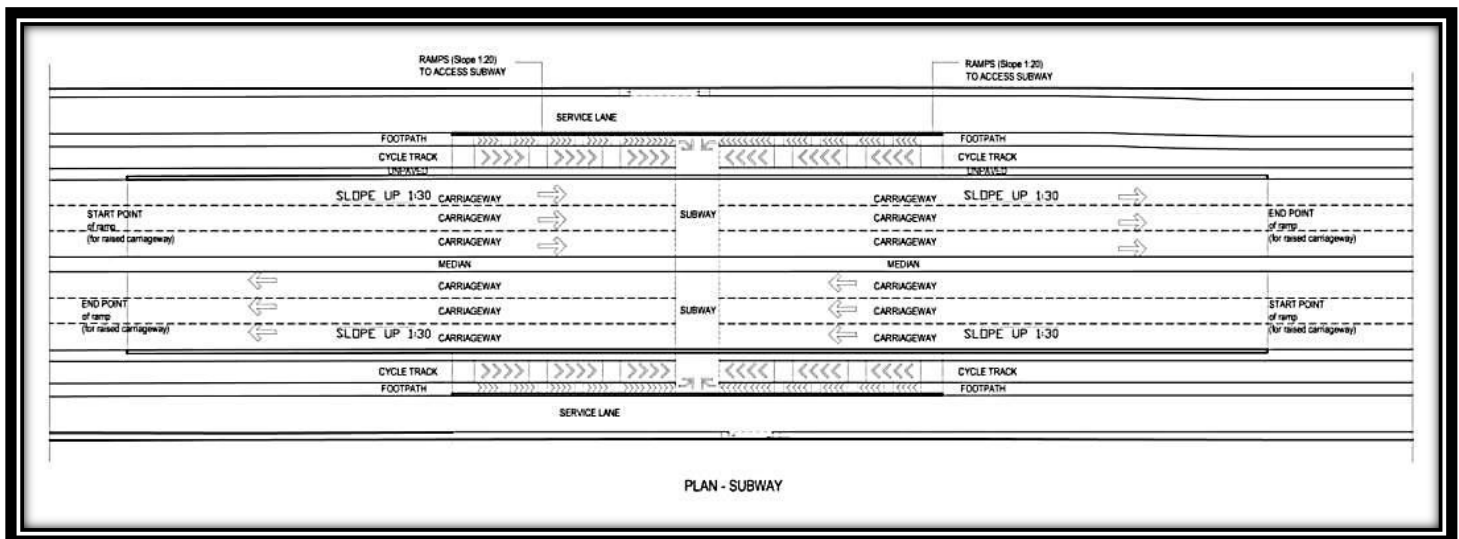 RAMPS (Slope 1:20)
TO ACCESS SUBWAY
RAMPS (Slope 1:20)
TO ACCESS SUBWAY
SERVICE LANE
FOOTPATH
FOOTPATH
CYCLE TRACK
CYCLE TRACK
UNPAVED
SLOPE UP 1:30
CARRIAGEWAY
CARRIAGEWAY
SLOPE UP 1:30
START POINT
of ramp
(for raised carriageway)
CARRIAGEWAY
SUBWAY
CARRIAGEWAY
END POINT
of ramp
(for raised carriageway)
CARRIAGEWAY
CARRIAGEWAY
MEDIAN
MEDIAN
CARRIAGEWAY
CARRIAGEWAY
END POINT
of ramp
(for raised carriageway)
CARRIAGEWAY
SUBWAY
CARRIAGEWAY
START POINT
of ramp
(for raised carriageway)
SLOPE UP 1:30
CARRIAGEWAY
CARRIAGEWAY
SLOPE UP 1:30
CYCLE TRACK
CYCLE TRACK
FOOTPATH
FOOTPATH
SERVICE LANE
PLAN - SUBWAY